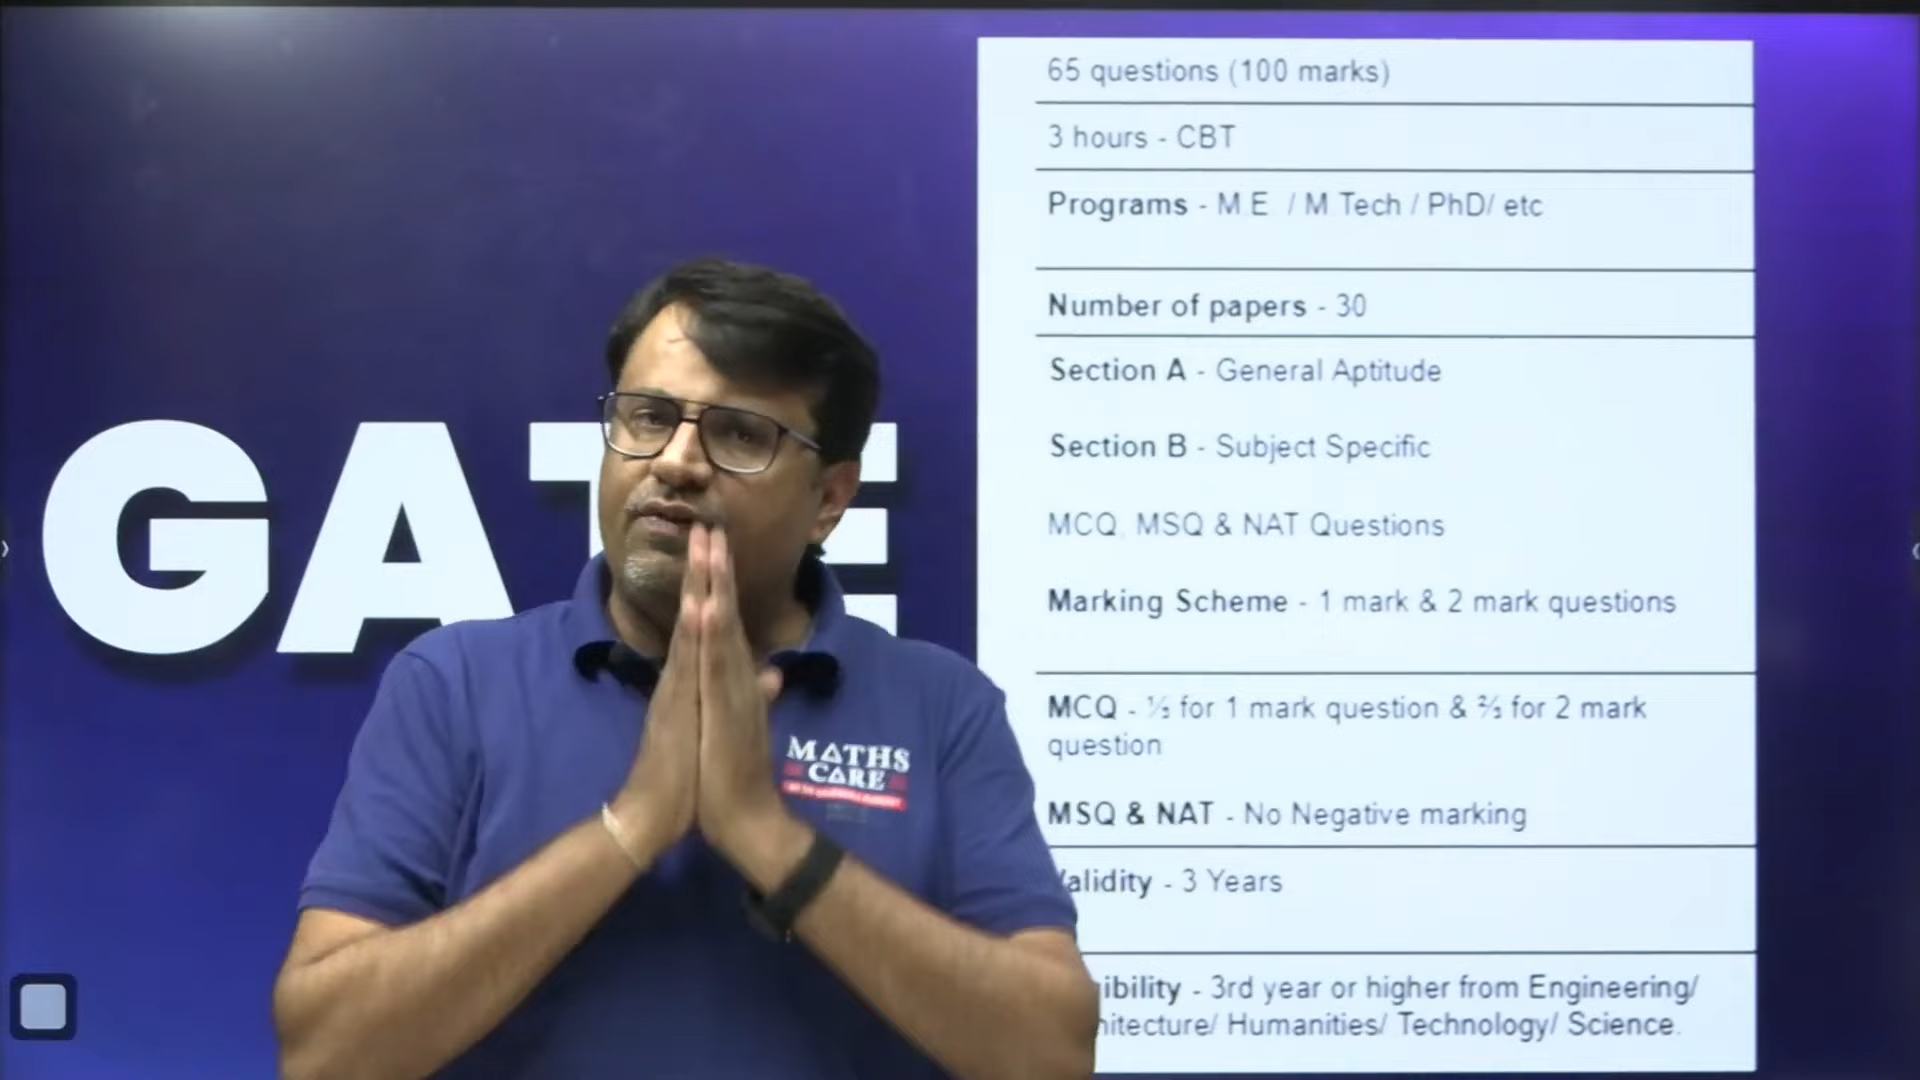 GATE
65 questions (100 marks)
3 hours - CBT
Programs - M.E. / M.Tech / PhD/ etc
Number of papers - 30
Section A - General Aptitude
Section B - Subject Specific
MCQ, MSQ & NAT Questions
Marking Scheme - 1 mark & 2 mark questions
MCQ - ⅓ for 1 mark question & ⅔ for 2 mark
question
MSQ & NAT - No Negative marking
Validity - 3 Years
ibility - 3rd year or higher from Engineering/
hitecture/ Humanities/ Technology/ Science.
MATHS
CARE